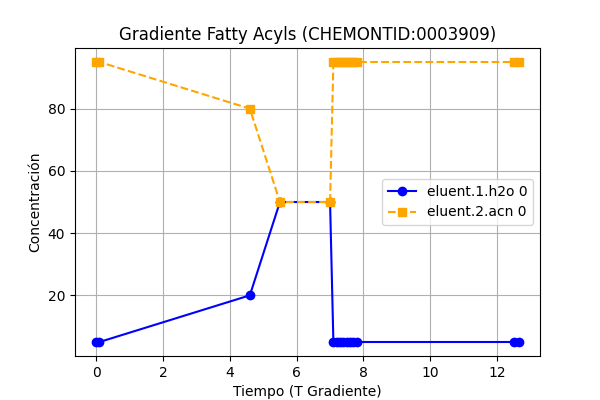 Gradiente Fatty Acyls (CHEMONTID:0003909)
Concentración
80
60
40
20
eluent.1.h2o 0
eluent.2.acn 0
0 2 4 6 8 10 12
Tiempo (T Gradiente)